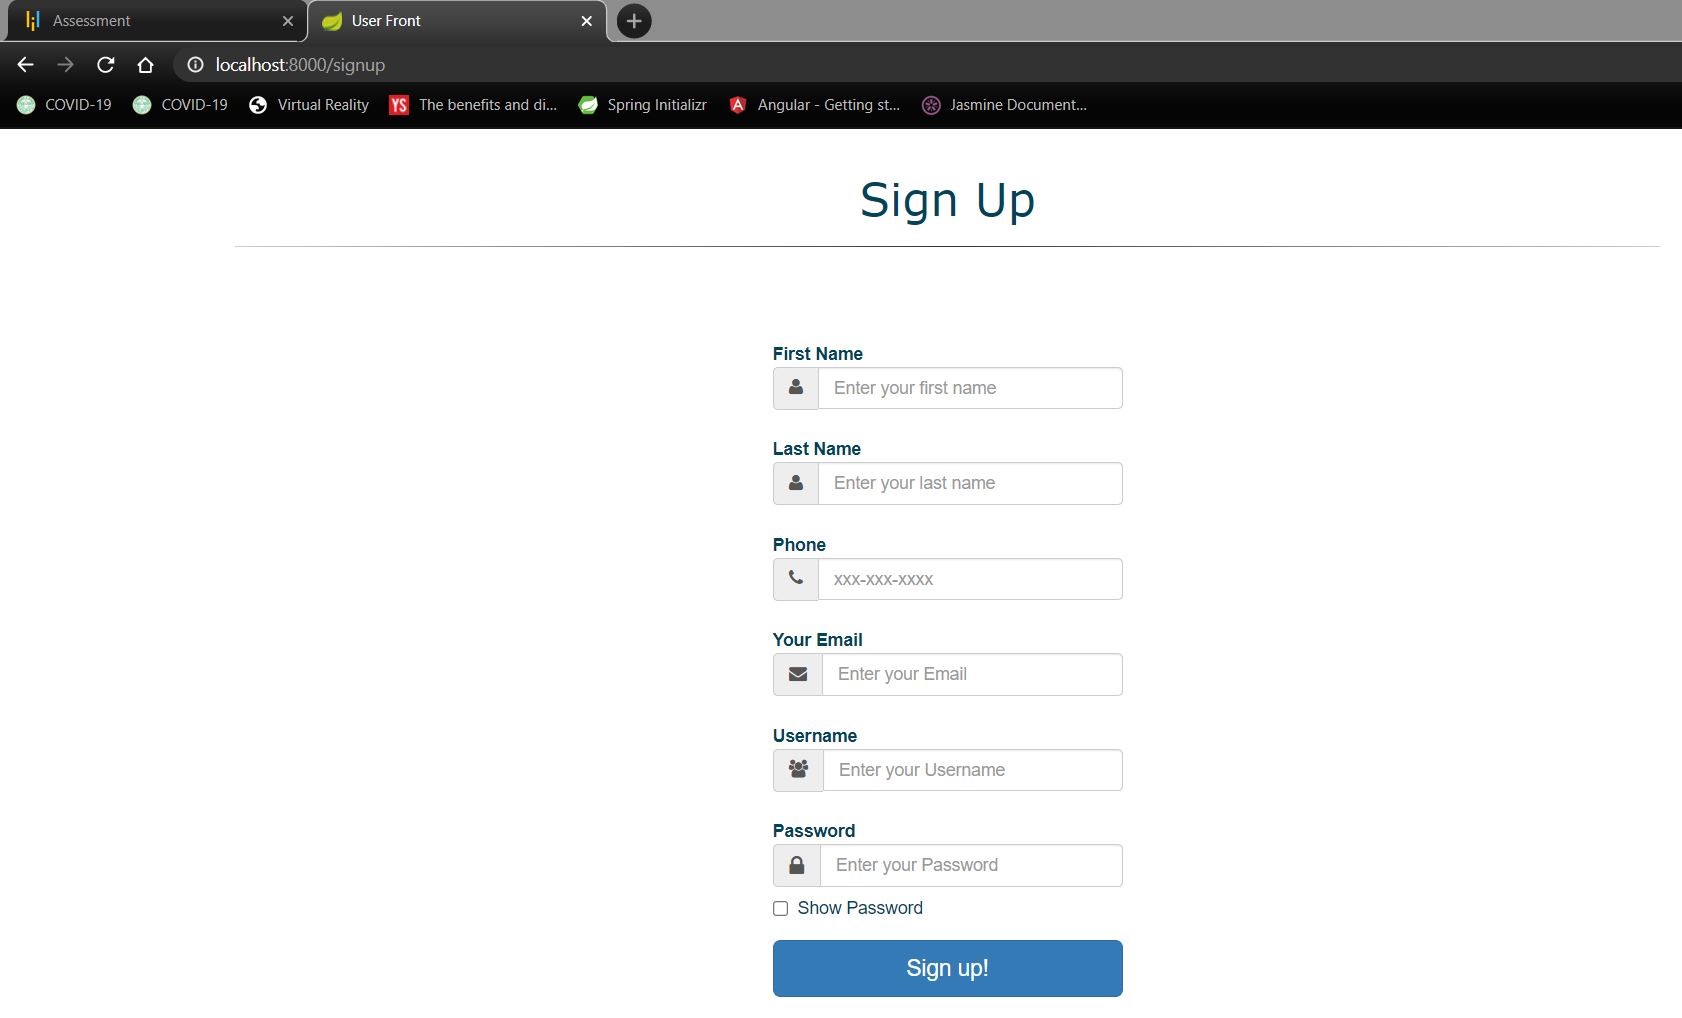 Assessment
User Front
localhost:8000/signup
COVID-19 COVID-19 Virtual Reality YS The benefits and di... Spring Initializr A Angular - Getting st... Jasmine Document...
Sign Up
First Name
Enter your first name
Last Name
Enter your last name
Phone
xxx-xxx-xxxx
Your Email
Enter your Email
Username
Enter your Username
Password
Enter your Password
Show Password
Sign up!